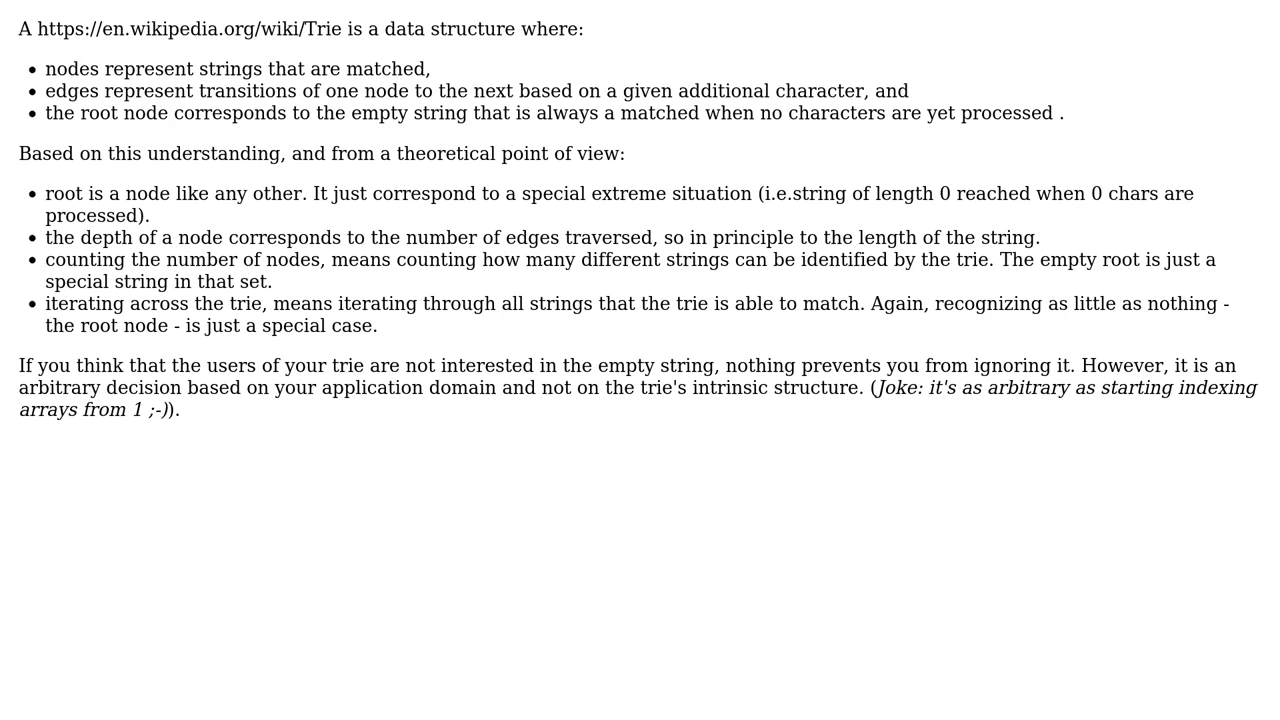 A https://en.wikipedia.org/wiki/Trie is a data structure where:
• nodes represent strings that are matched,
• edges represent transitions of one node to the next based on a given additional character, and
• the root node corresponds to the empty string that is always a matched when no characters are yet processed .
Based on this understanding, and from a theoretical point of view:
• root is a node like any other. It just correspond to a special extreme situation (i.e.string of length 0 reached when 0 chars are
processed).
• the depth of a node corresponds to the number of edges traversed, so in principle to the length of the string.
• counting the number of nodes, means counting how many different strings can be identified by the trie. The empty root is just a
special string in that set.
• iterating across the trie, means iterating through all strings that the trie is able to match. Again, recognizing as little as nothing -
the root node - is just a special case.
If you think that the users of your trie are not interested in the empty string, nothing prevents you from ignoring it. However, it is an
arbitrary decision based on your application domain and not on the trie's intrinsic structure. (Joke: it's as arbitrary as starting indexing
arrays from 1 ;-)).